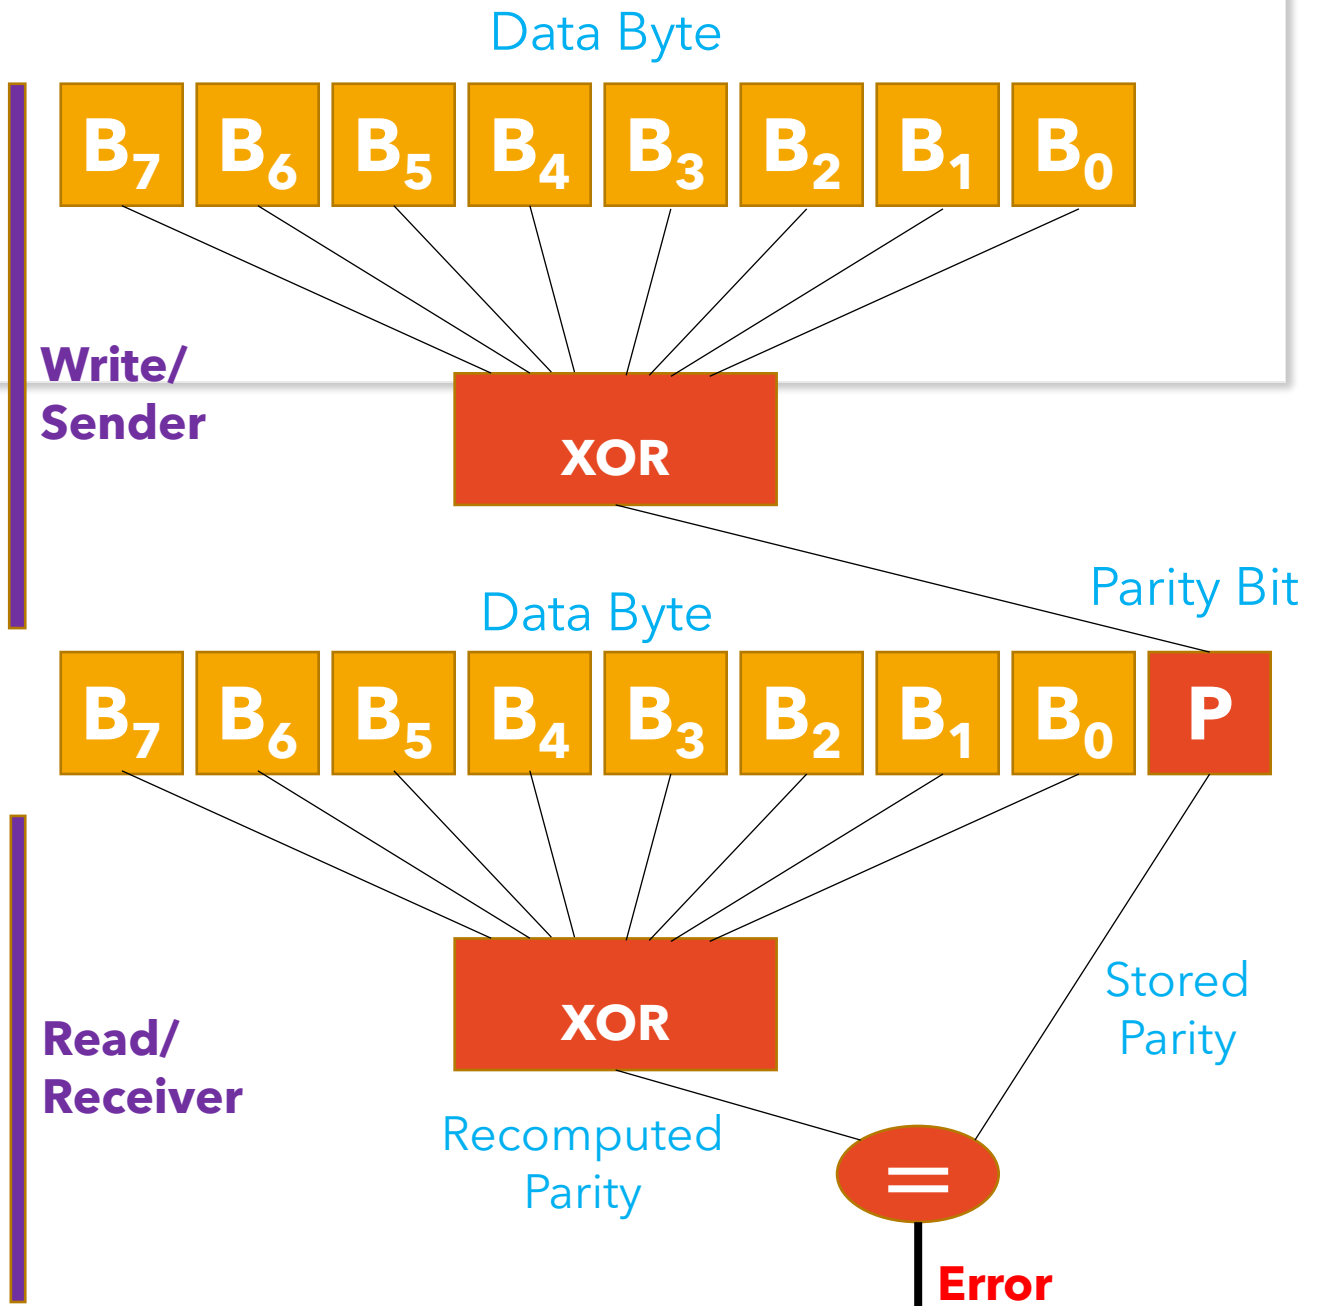 Data Byte
B7 B6 B5 B4 B3 B2 B1 B0
Write/
Sender
XOR
Parity Bit
Data Byte
B7 B6 B5 B4 B3 B2 B1 B0 P
XOR
Stored
Parity
Read/
Receiver
Recomputed
Parity
=
Error